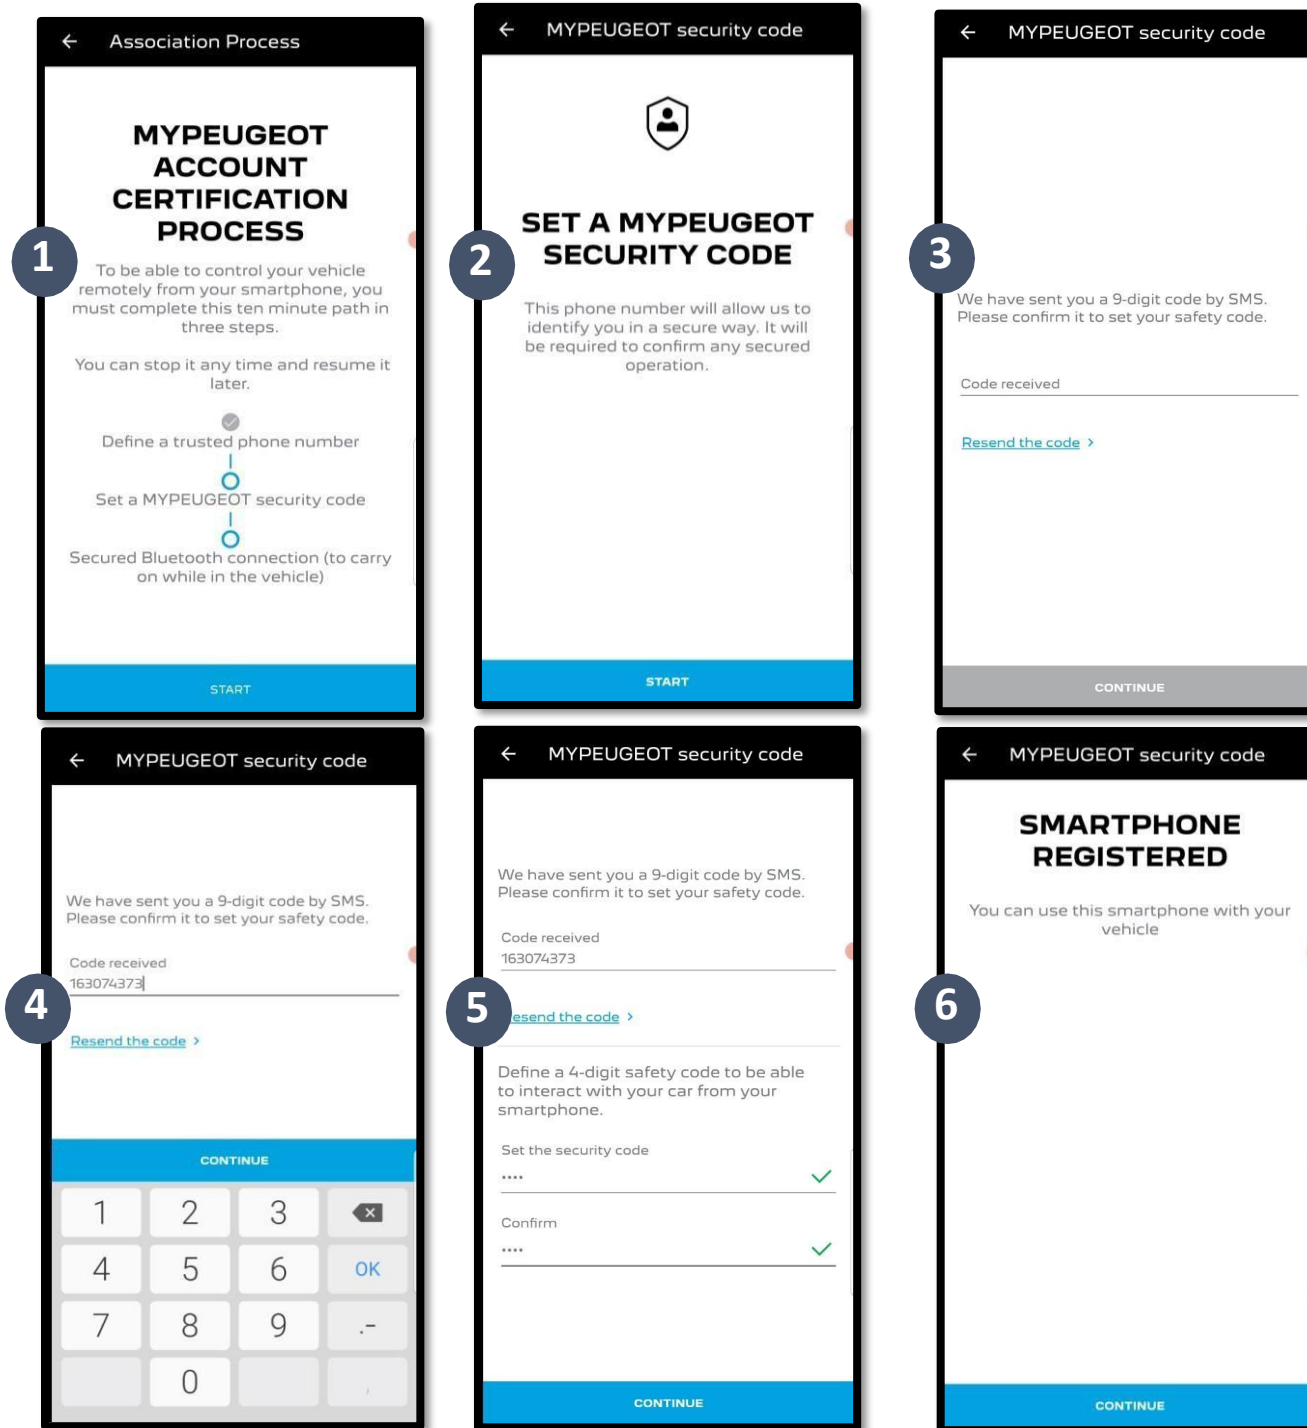 Association Process
MYPEUGEOT
ACCOUNT
CERTIFICATION
PROCESS
1
To be able to control your vehicle
remotely from your smartphone, you
must complete this ten minute path in
three steps.
You can stop it any time and resume it
later.
Define a trusted phone number
Set a MYPEUGEOT security code
Secured Bluetooth connection (to carry
on while in the vehicle)
START
MYPEUGEOT security code
SET A MYPEUGEOT
SECURITY CODE
2
This phone number will allow us to
identify you in a secure way. It will
be required to confirm any secured
operation.
START
MYPEUGEOT security code
3
We have sent you a 9-digit code by SMS.
Please confirm it to set your safety code.
Code received
Resend the code >
CONTINUE
MYPEUGEOT security code
We have sent you a 9-digit code by SMS.
Please confirm it to set your safety code.
Code received
163074373
4
Resend the code >
CONTINUE
1 2 3
4 5 6 OK
7 8 9 .-
0 ,
MYPEUGEOT security code
We have sent you a 9-digit code by SMS.
Please confirm it to set your safety code.
Code received
163074373
5
esend the code >
Define a 4-digit safety code to be able
to interact with your car from your
smartphone.
Set the security code
....
Confirm
....
CONTINUE
MYPEUGEOT security code
SMARTPHONE
REGISTERED
You can use this smartphone with your
vehicle
6
CONTINUE